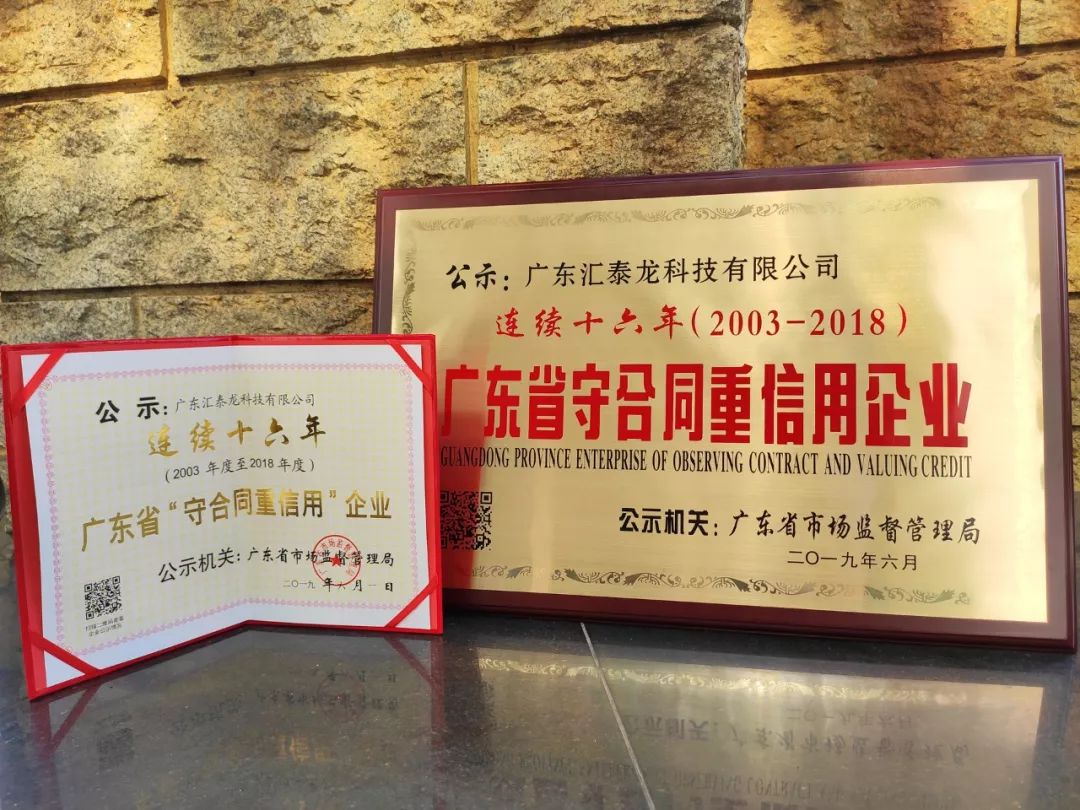 公示：广东汇泰龙科技有限公司
连续十六年
（2003 年度至2018 年度）
广东省“守合同重信用”企业
公示机关：广东省市场监督管理局
二〇一九 年六月一日
公示：广东汇泰龙科技有限公司
连续十六年（2003-2018）
广东省守合同重信用企业
GUANGDONG PROVINCE ENTERPRISE OF OBSERVING CONTRACT AND VALUING CREDIT
公示机关：广东省市场监督管理局
二〇一九年六月